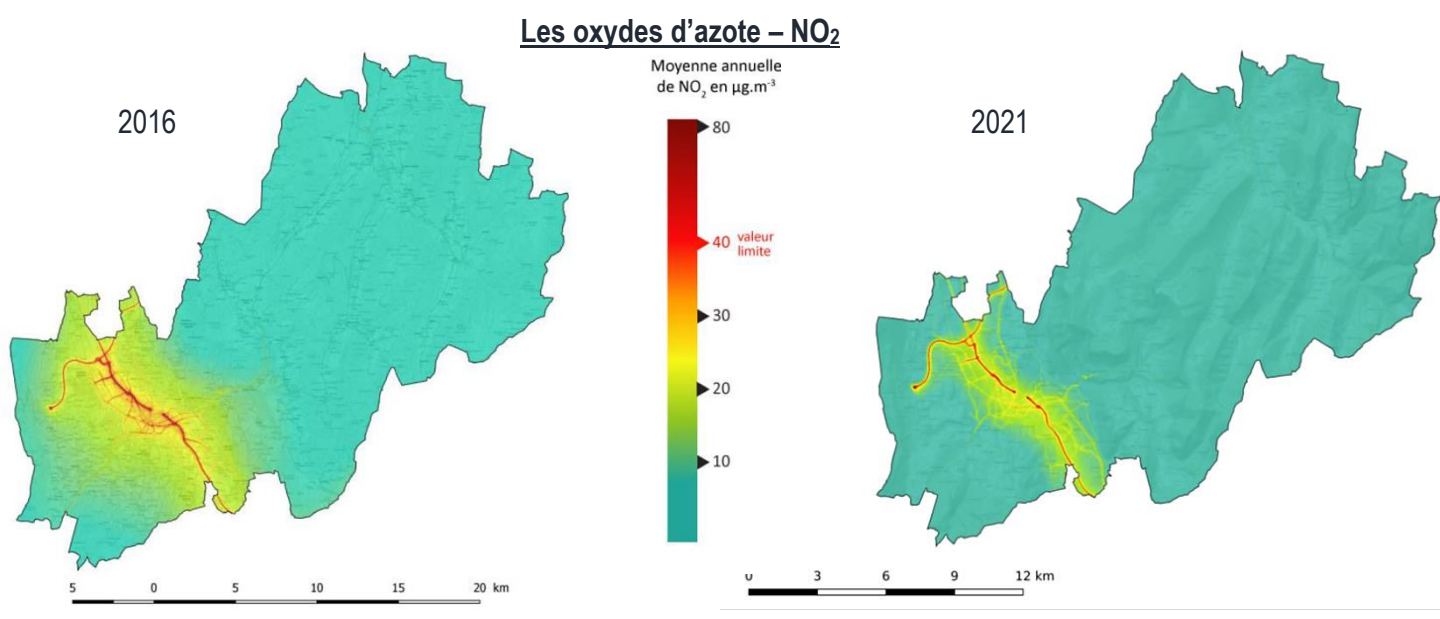 Les oxydes d’azote – NO2
Moyenne annuelle
de NO2 en µg.m-3
2016
2021
80
40 valeur
limite
30
20
10
5 0 5 10 15 20 km
3 6 9 12 km